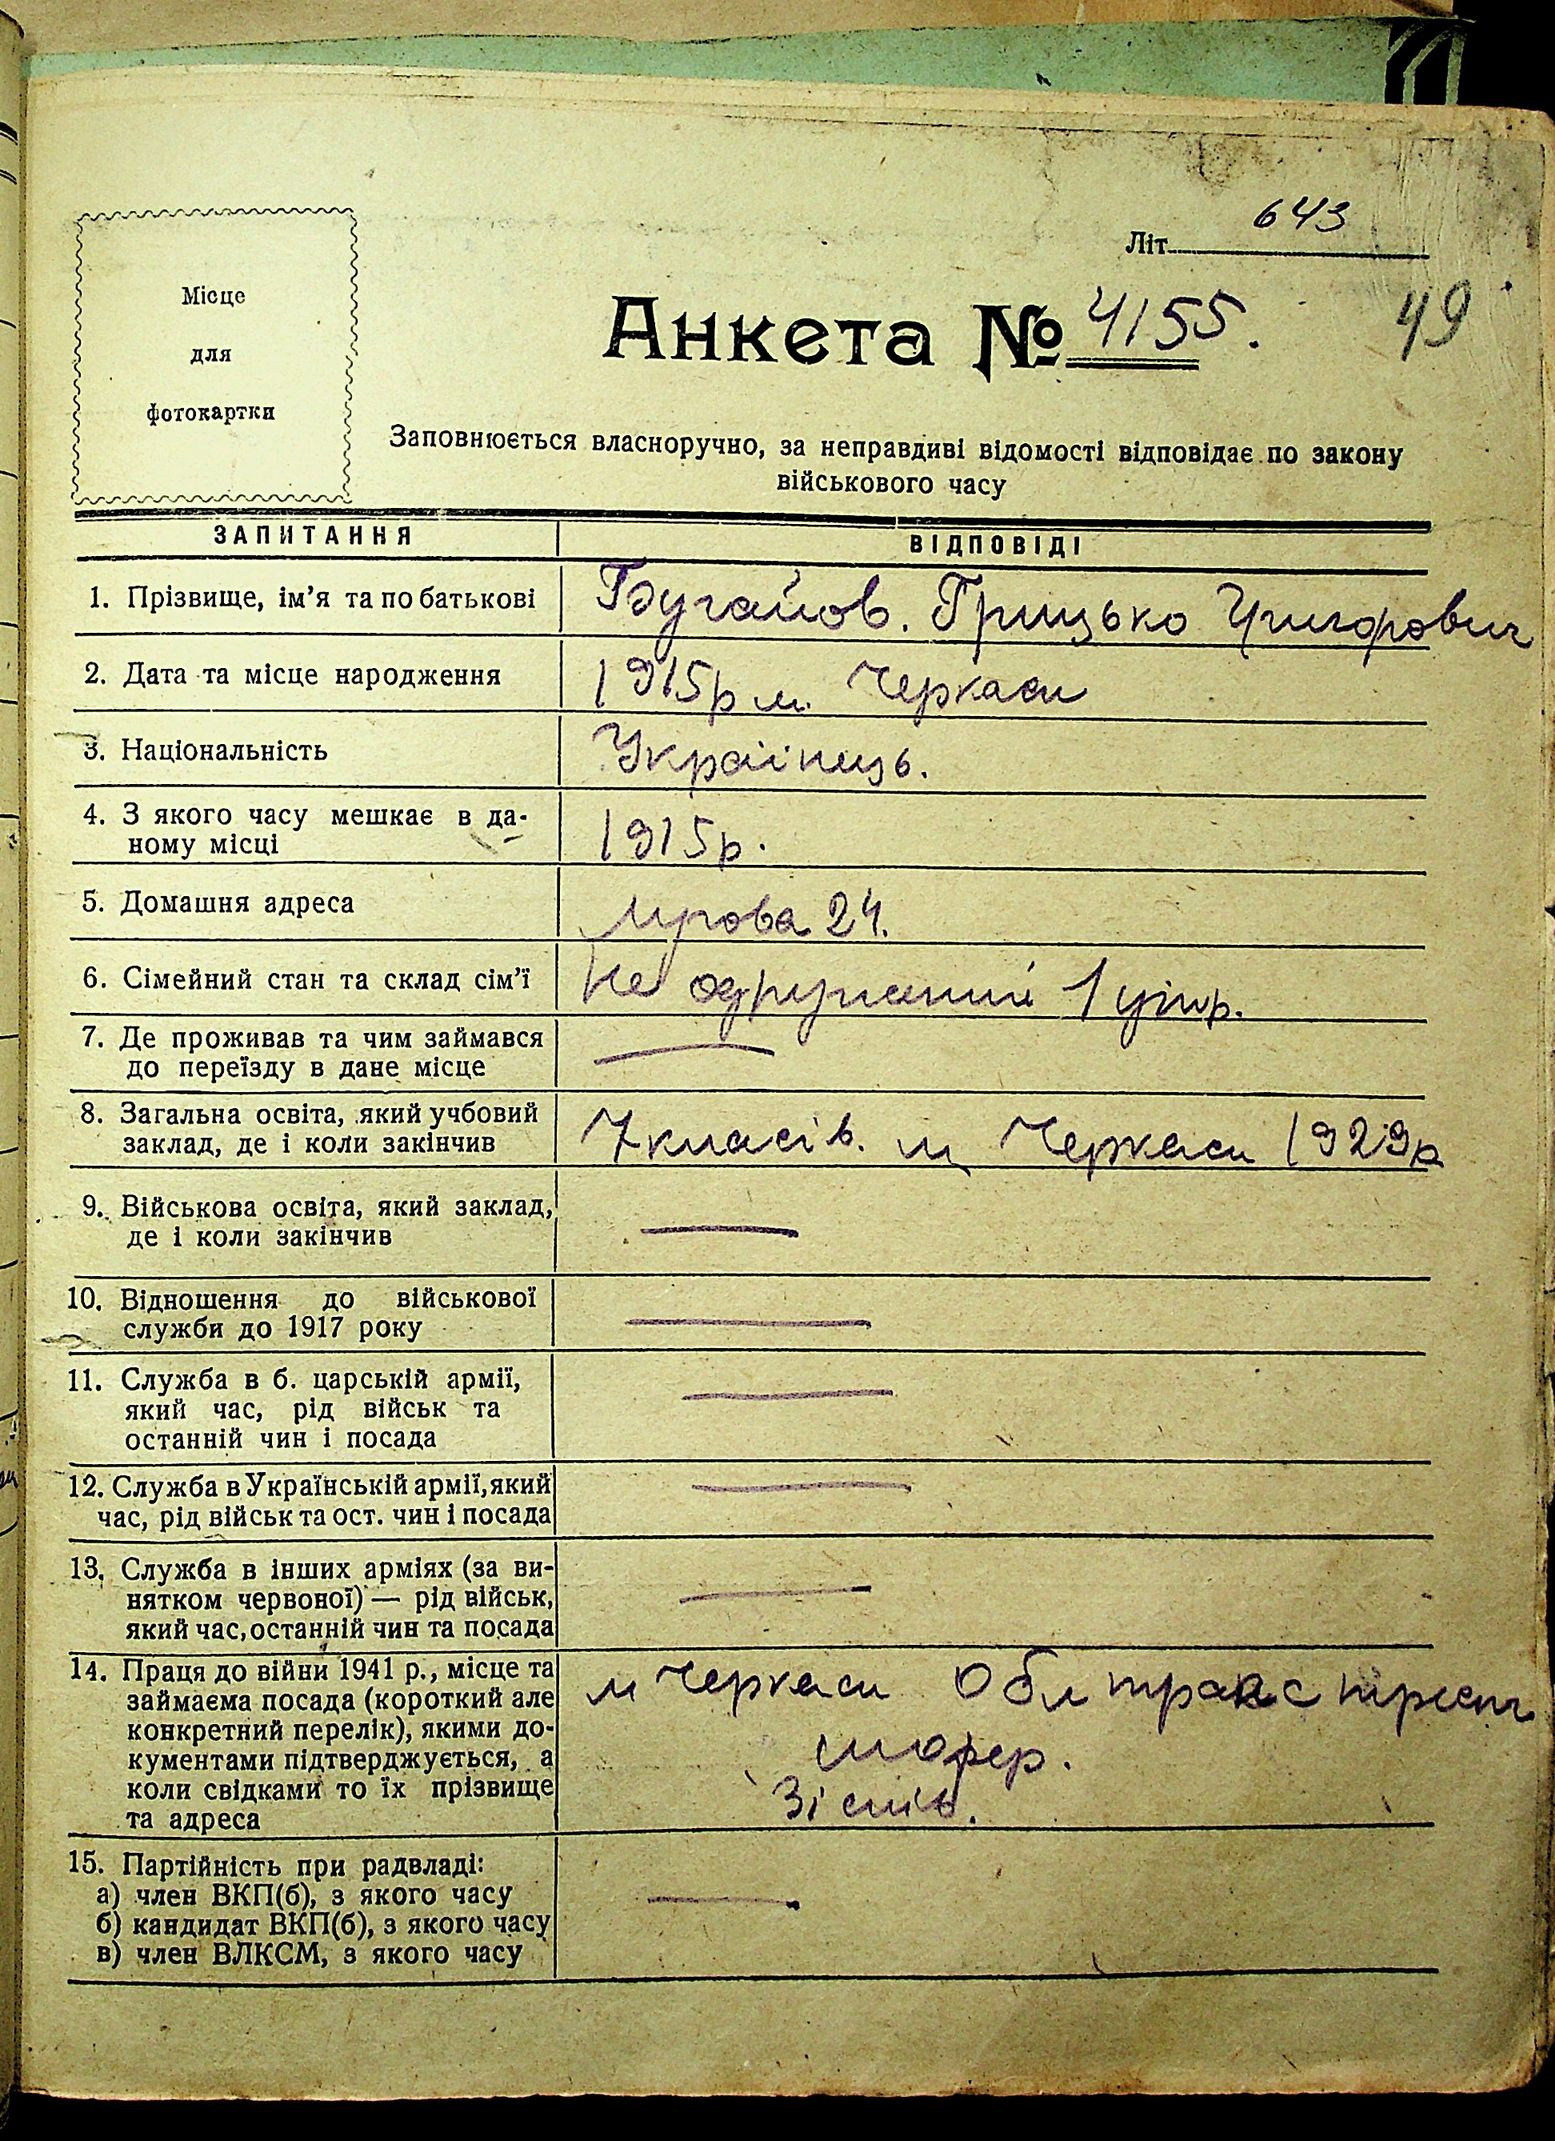 Літ. 643
Анкета № 4155.
49
Місце
для
фотокартки
Заповнюється власноручно, за неправдиві відомості відповідає по закону
військового часу
ЗАПИТАННЯ
ВІДПОВІДІ
1. Прізвище, ім'я та по батькові
Бугайов. Грицько Григорович
2. Дата та місце народження
1915р м. Черкаси
3. Національність
Українець.
4. З якого часу мешкає в да-
ному місці
1915р.
5. Домашня адреса
24.
6. Сімейний стан та склад сім'ї
Не одружений 1
7. Де проживав та чим займався
до переїзду в дане місце
8. Загальна освіта, який учбовий
заклад, де і коли закінчив
7 класів. м Черкаси 1929р
9. Військова освіта, який заклад,
де і коли закінчив
10. Відношення до військової
служби до 1917 року
11. Служба в б. царській армії,
який час, рід військ та
останній чин і посада
12. Служба в Українській армії, який
час, рід військ та ост. чин і посада
13. Служба в інших арміях (за ви-
нятком червоної) — рід військ,
який час, останній чин та посада
14. Праця до війни 1941 р., місце та
займаєма посада (короткий але
конкретний перелік), якими до-
кументами підтверджується, а
коли свідками то їх прізвище
та адреса
м Черкаси Обл транс трест
шофер.
15. Партійність при радвладі:
а) член ВКП(б), з якого часу
б) кандидат ВКП(б), з якого часу
в) член ВЛКСМ, з якого часу